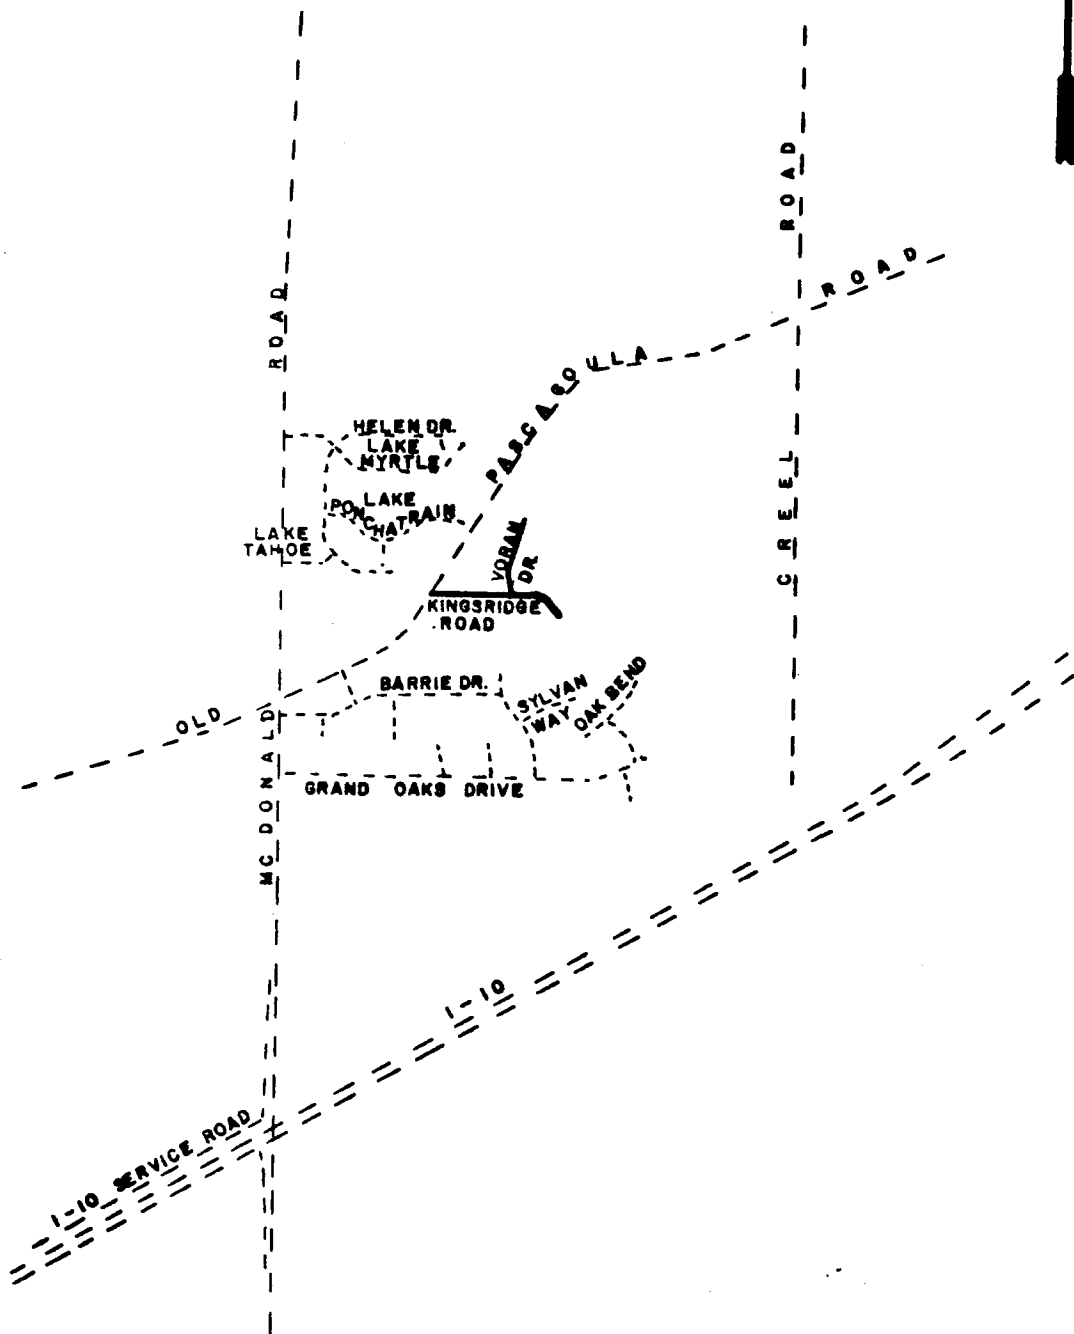 ROAD
ROAD
OLD PASCAGOULA ROAD
HELEN DR.
LAKE
MYRTLE
LAKE
PONCHATRAIN
LAKE
TAHOE
CREEL
VORAN
DR.
KINGSRIDGE
ROAD
BARRIE DR.
SYLVAN
WAY
OAK BEND
MC DONALD
GRAND OAKS DRIVE
I-10
I-10 SERVICE ROAD